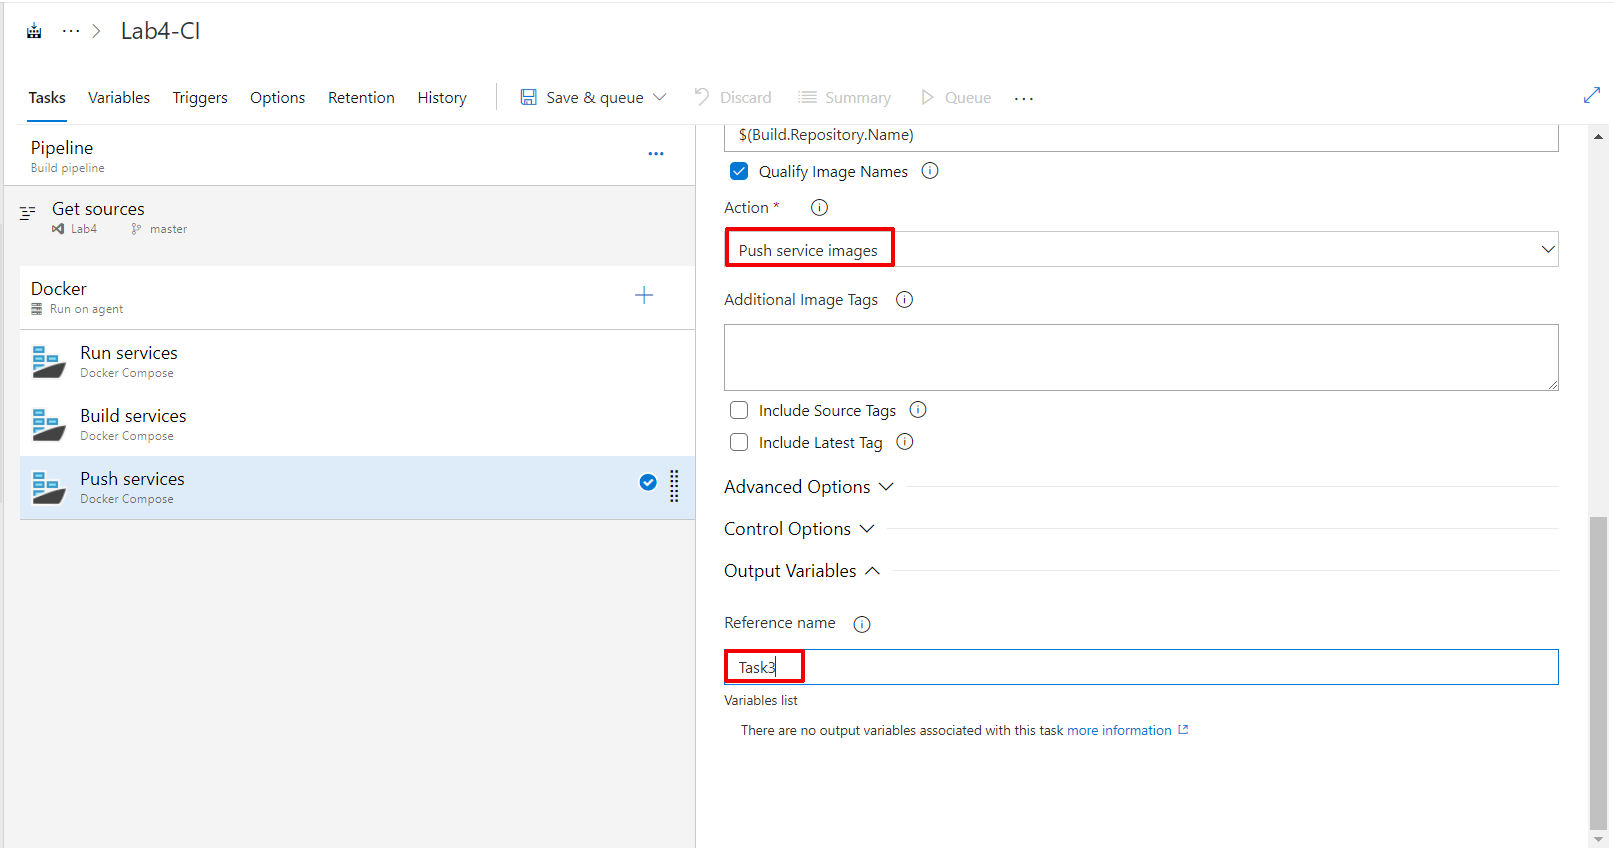 ... > Lab4-CI
Tasks Variables Triggers Options Retention History Save & queue Discard Summary Queue ...
Pipeline
Build pipeline
Get sources
Lab4 master
Docker
Run on agent
Run services
Docker Compose
Build services
Docker Compose
Push services
Docker Compose
$(Build.Repository.Name)
Qualify Image Names
Action *
Push service images
Additional Image Tags
Include Source Tags
Include Latest Tag
Advanced Options
Control Options
Output Variables
Reference name
Task3
Variables list
There are no output variables associated with this task more information